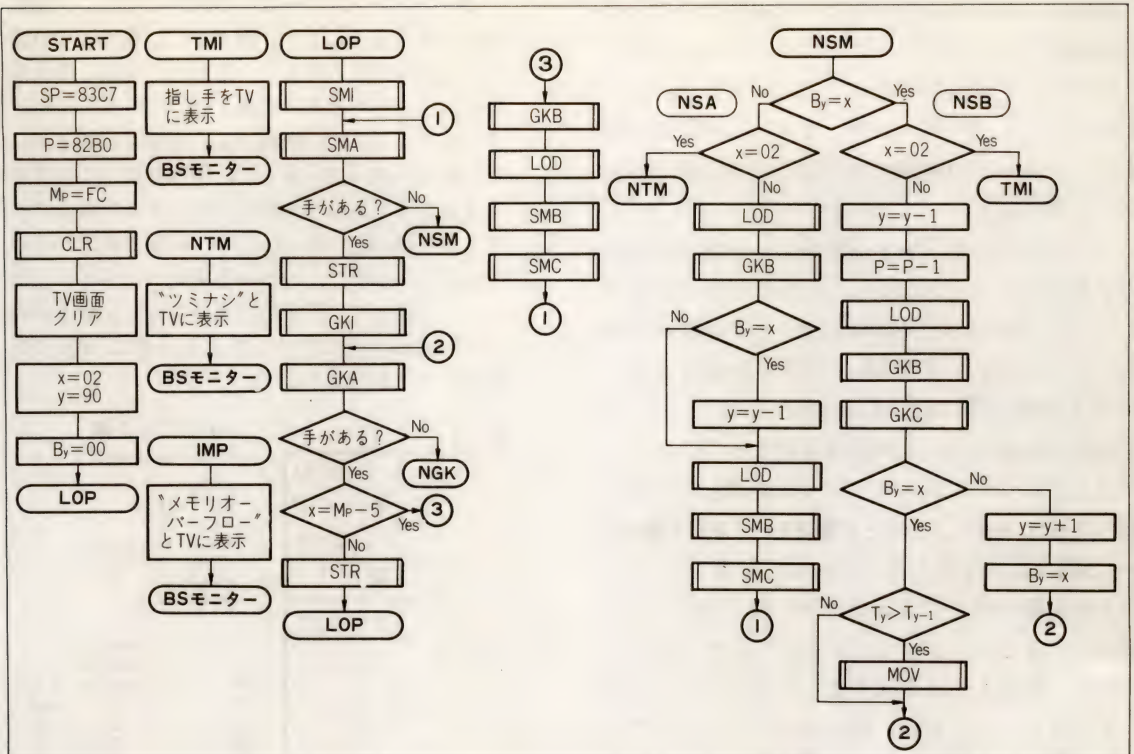 START
SP=83C7
P=82B0
MP=FC
CLR
TV画面
クリア
x=02
y=90
By=00
LOP
TMI
指し手をTV
に表示
BSモニター
NTM
〝ツミナシ〟と
TVに表示
BSモニター
IMP
〝メモリオー
バーフロー〟
とTVに表示
BSモニター
LOP
SMI
①
SMA
手がある?
No
NSM
Yes
STR
GKI
②
GKA
手がある?
No
NGK
Yes
x=MP-5
Yes
③
No
STR
LOP
③
GKB
LOD
SMB
SMC
①
NSM
By=x
No
Yes
NSA
x=02
Yes
NTM
No
LOD
GKB
By=x
No
Yes
y=y-1
LOD
SMB
SMC
①
NSB
x=02
Yes
TMI
No
y=y-1
P=P-1
LOD
GKB
GKC
By=x
No
y=y+1
By=x
②
Yes
Ty>Ty-1
No
Yes
MOV
②